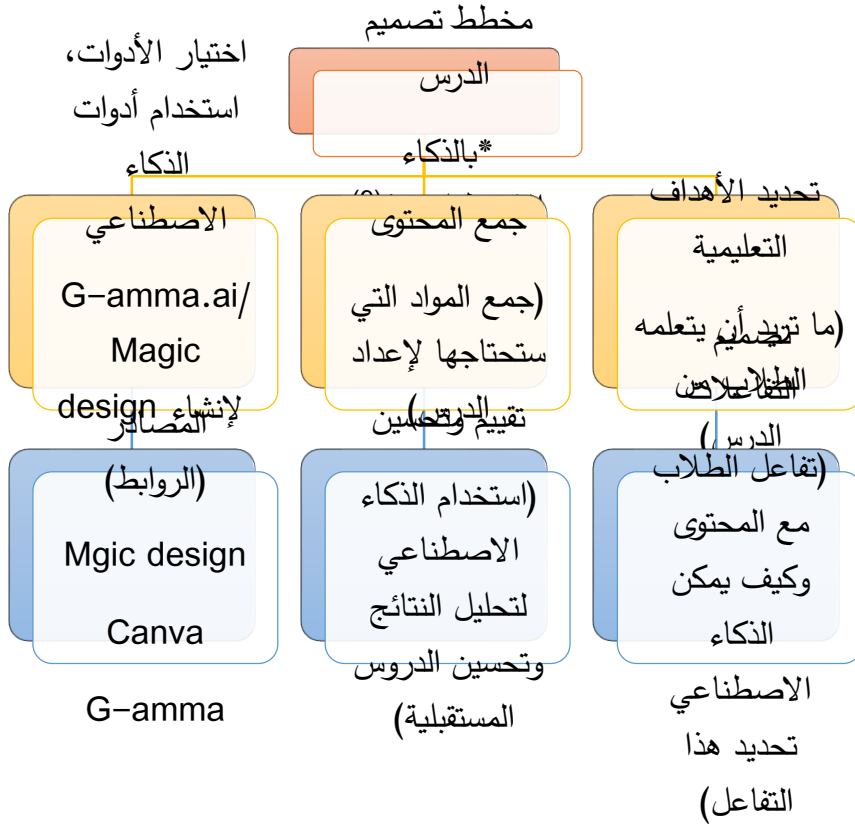 مخطط تصميم
الدرس
*بالذكاء
تحديد الأهداف
التعليمية
(ما تريد أن يتعلمه
الطلاب من
الدرس)
جمع المحتوى
(جمع المواد التي
ستحتاجها لإعداد
الدرس)
اختيار الأدوات،
استخدام أدوات
الذكاء
الاصطناعي
G-amma.ai/
Magic
design لإنشاء
تصميم
التفاعلات
(تفاعل الطلاب
مع المحتوى
وكيف يمكن
الذكاء
الاصطناعي
تحديد هذا
التفاعل)
تقييم وتحسين
(استخدام الذكاء
الاصطناعي
لتحليل النتائج
وتحسين الدروس
المستقبلية)
المصادر
(الروابط)
Mgic design
Canva
G-amma